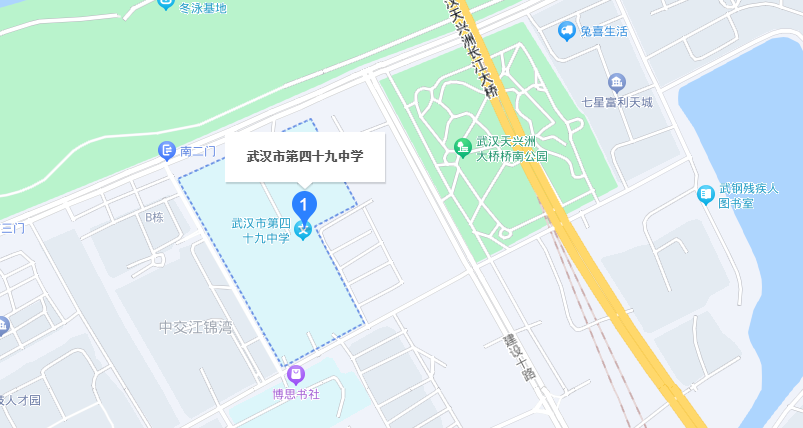 冬泳基地
汉天兴洲长江大桥
兔喜生活
七星富利天城
武汉天兴洲
大桥桥南公园
南二门
武汉市第四十九中学
1
武钢残疾人
图书室
B栋
三门
武汉市第四
十九中学
中交江锦湾
建设十路
博思书社
人才园